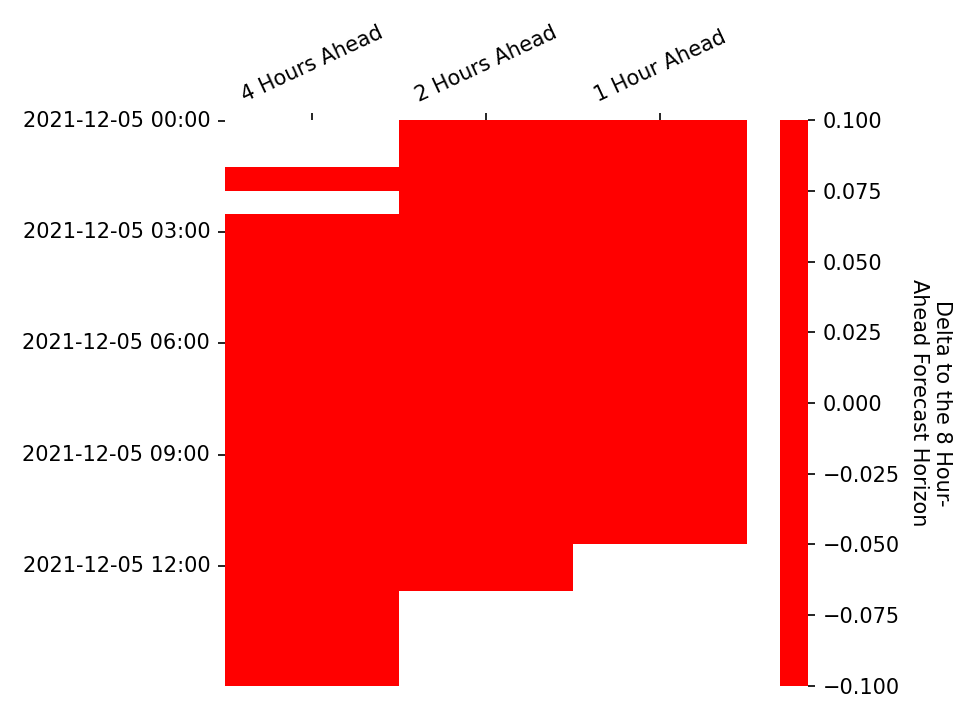 4 Hours Ahead
2 Hours Ahead
1 Hour Ahead
2021-12-05 00:00
2021-12-05 03:00
2021-12-05 06:00
2021-12-05 09:00
2021-12-05 12:00
0.100
0.075
0.050
0.025
0.000
−0.025
−0.050
−0.075
−0.100
Delta to the 8 Hour-
Ahead Forecast Horizon